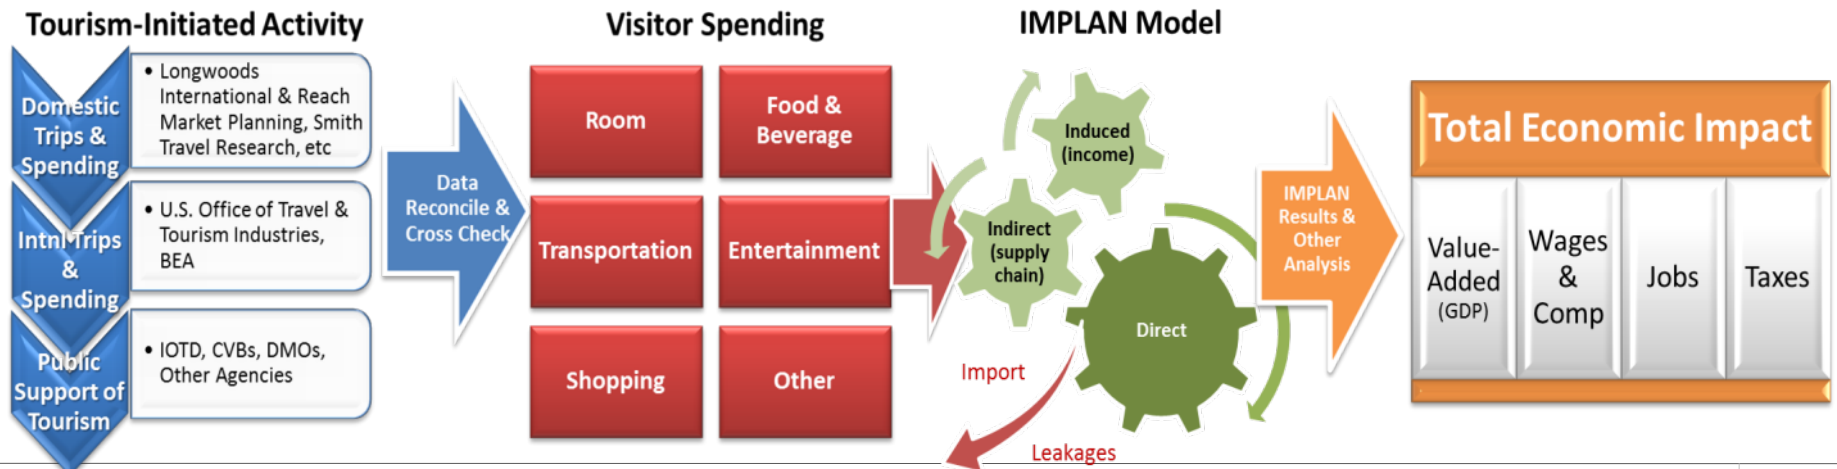 Tourism-Initiated Activity
Domestic
Trips &
Spending
• Longwoods
International & Reach
Market Planning, Smith
Travel Research, etc
Intnl Trips
&
Spending
• U.S. Office of Travel &
Tourism Industries,
BEA
Public
Support of
Tourism
• IOTD, CVBs, DMOs,
Other Agencies
Data
Reconcile &
Cross Check
Visitor Spending
Room
Food &
Beverage
Transportation
Entertainment
Shopping
Other
IMPLAN Model
Induced
(income)
Indirect
(supply
chain)
Direct
Import
Leakages
IMPLAN
Results &
Other
Analysis
Total Economic Impact
Value-
Added
(GDP)
Wages
&
Comp
Jobs
Taxes